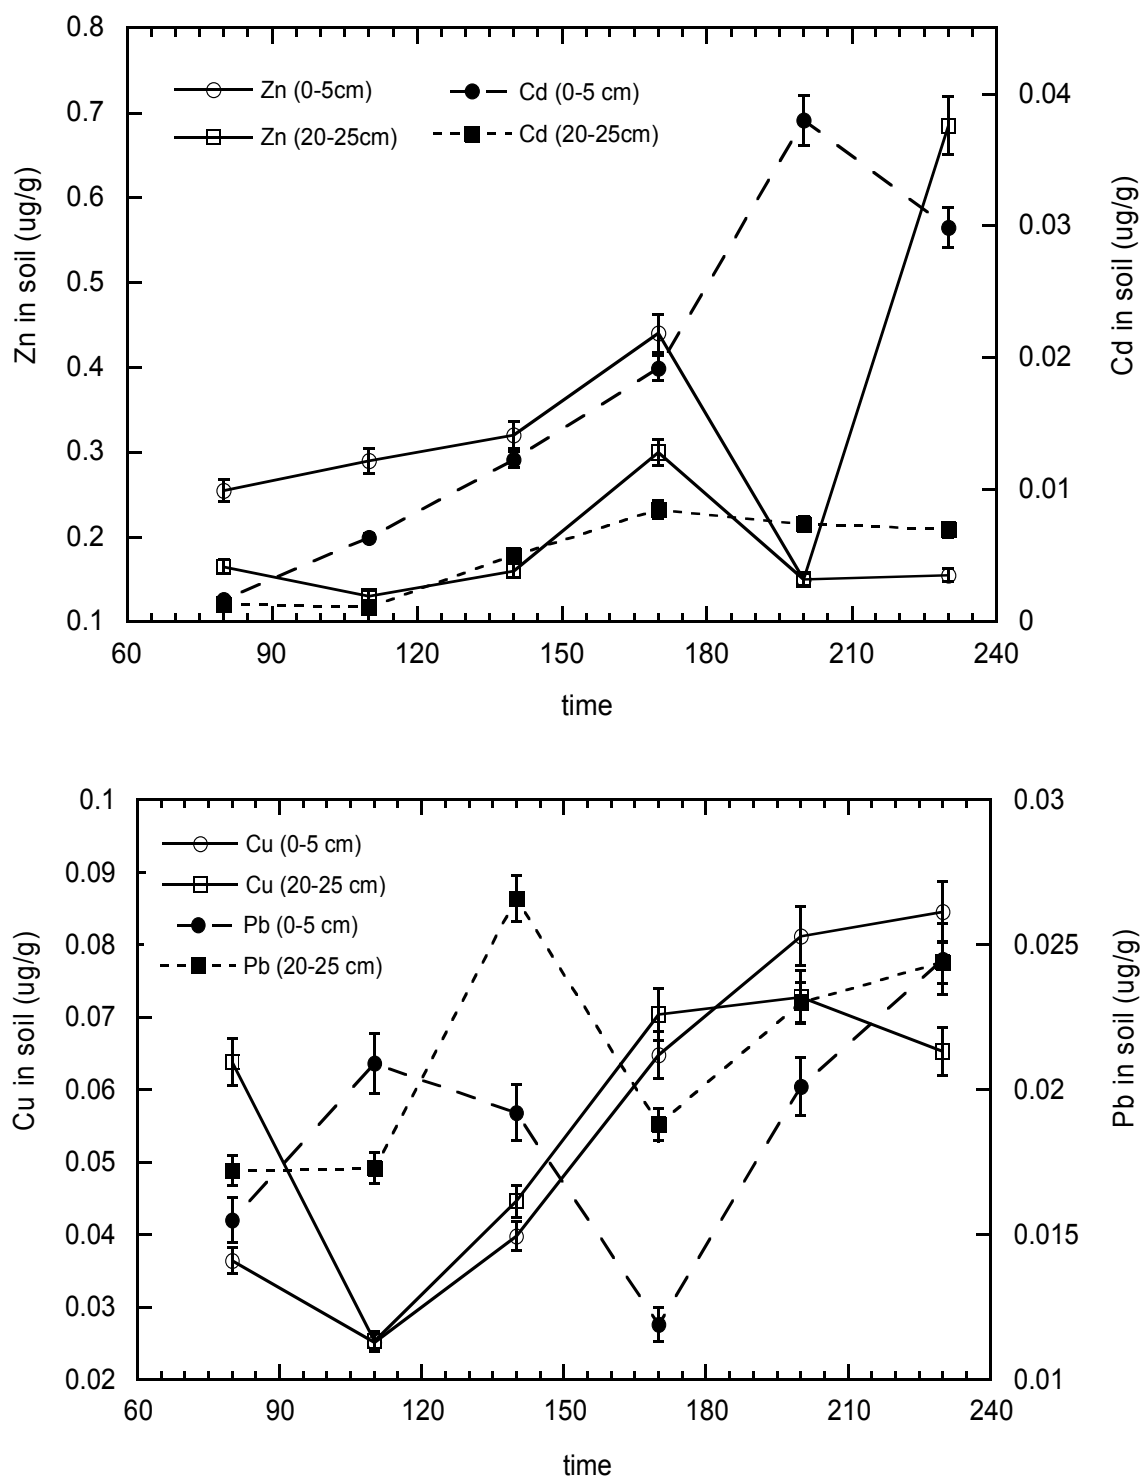 0.8
0.7
0.6
0.5
0.4
0.3
0.2
0.1
Zn in soil (ug/g)
Zn (0-5cm)
Zn (20-25cm)
Cd (0-5 cm)
Cd (20-25cm)
0.04
0.03
0.02
0.01
0
Cd in soil (ug/g)
60 90 120 150 180 210 240
time
0.1
0.09
0.08
0.07
0.06
0.05
0.04
0.03
0.02
Cu in soil (ug/g)
Cu (0-5 cm)
Cu (20-25 cm)
Pb (0-5 cm)
Pb (20-25 cm)
0.03
0.025
0.02
0.015
0.01
Pb in soil (ug/g)
60 90 120 150 180 210 240
time